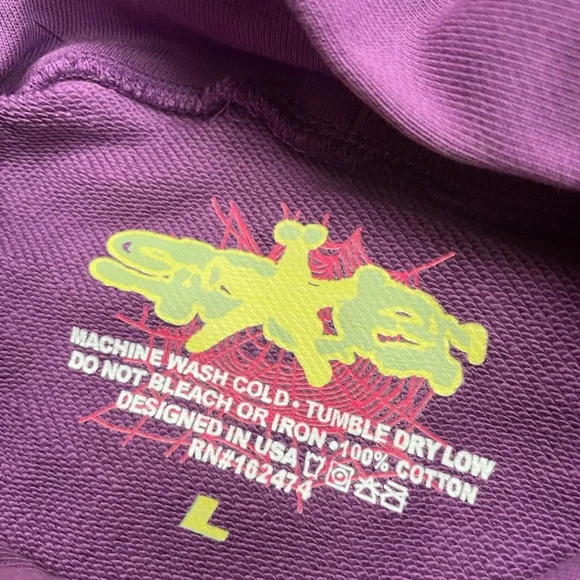 MACHINE WASH COLD • TUMBLE DRY LOW
DO NOT BLEACH OR IRON • 100% COTTON
DESIGNED IN USA
RN#162474
L